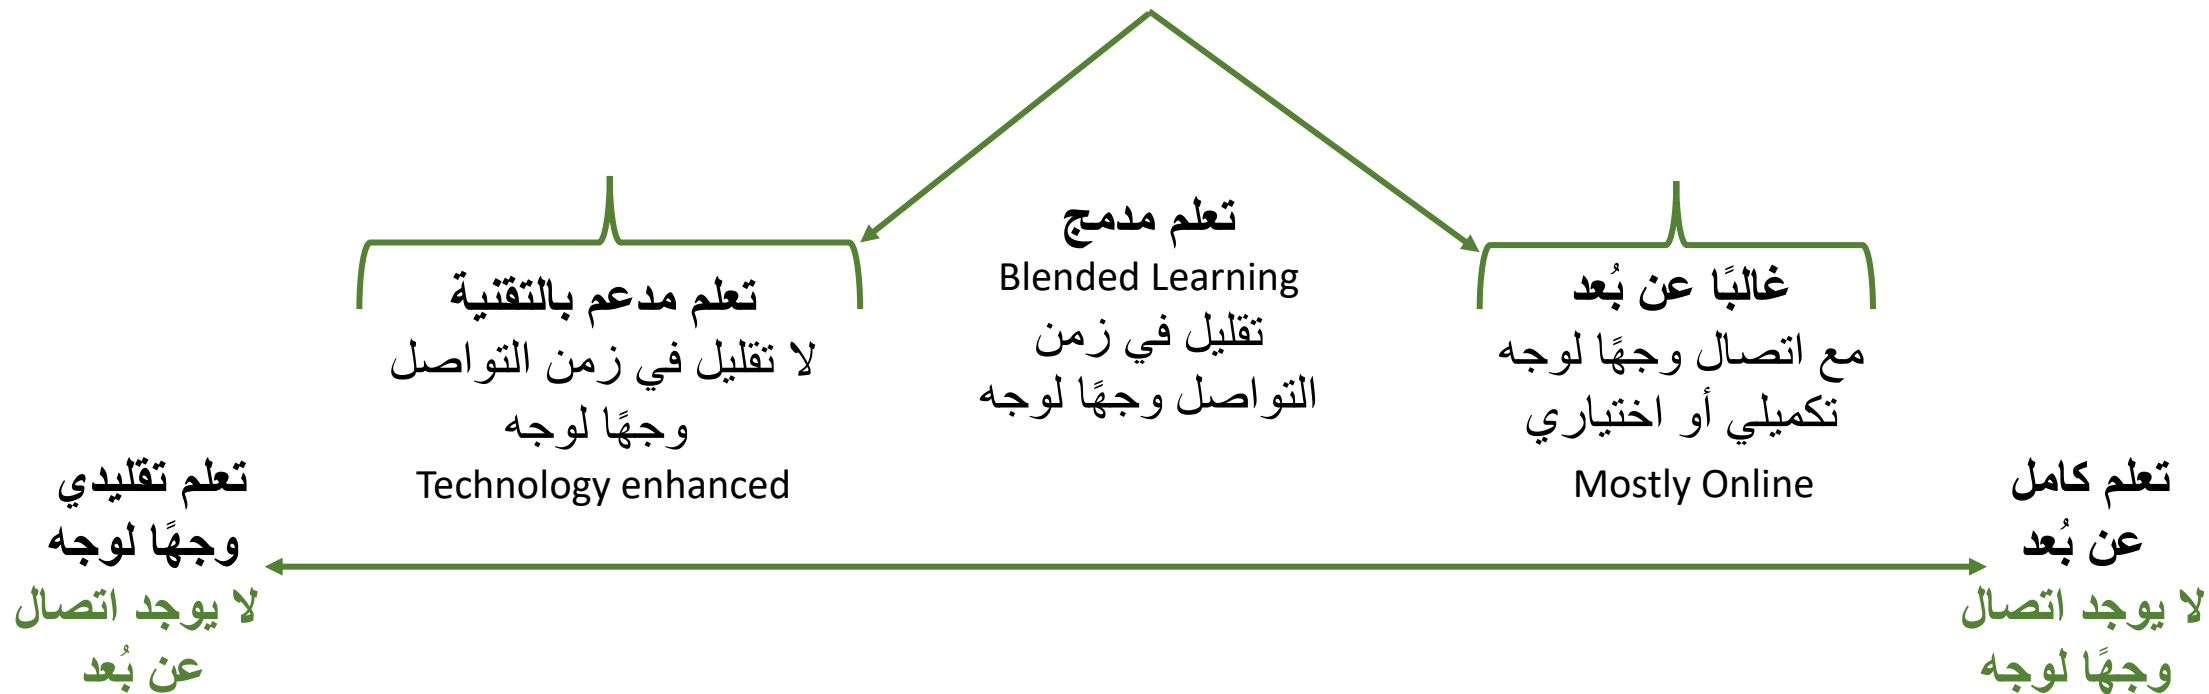 غالبًا عن بُعد
مع اتصال وجهًا لوجه
تكميلي أو اختياري
Mostly Online
تعلم مدمج
Blended Learning
تقليل في زمن
التواصل وجهًا لوجه
تعلم مدعم بالتقنية
لا تقليل في زمن التواصل
وجهًا لوجه
Technology enhanced
تعلم كامل
عن بُعد
لا يوجد اتصال
وجهًا لوجه
تعلم تقليدي
وجهًا لوجه
لا يوجد اتصال
عن بُعد